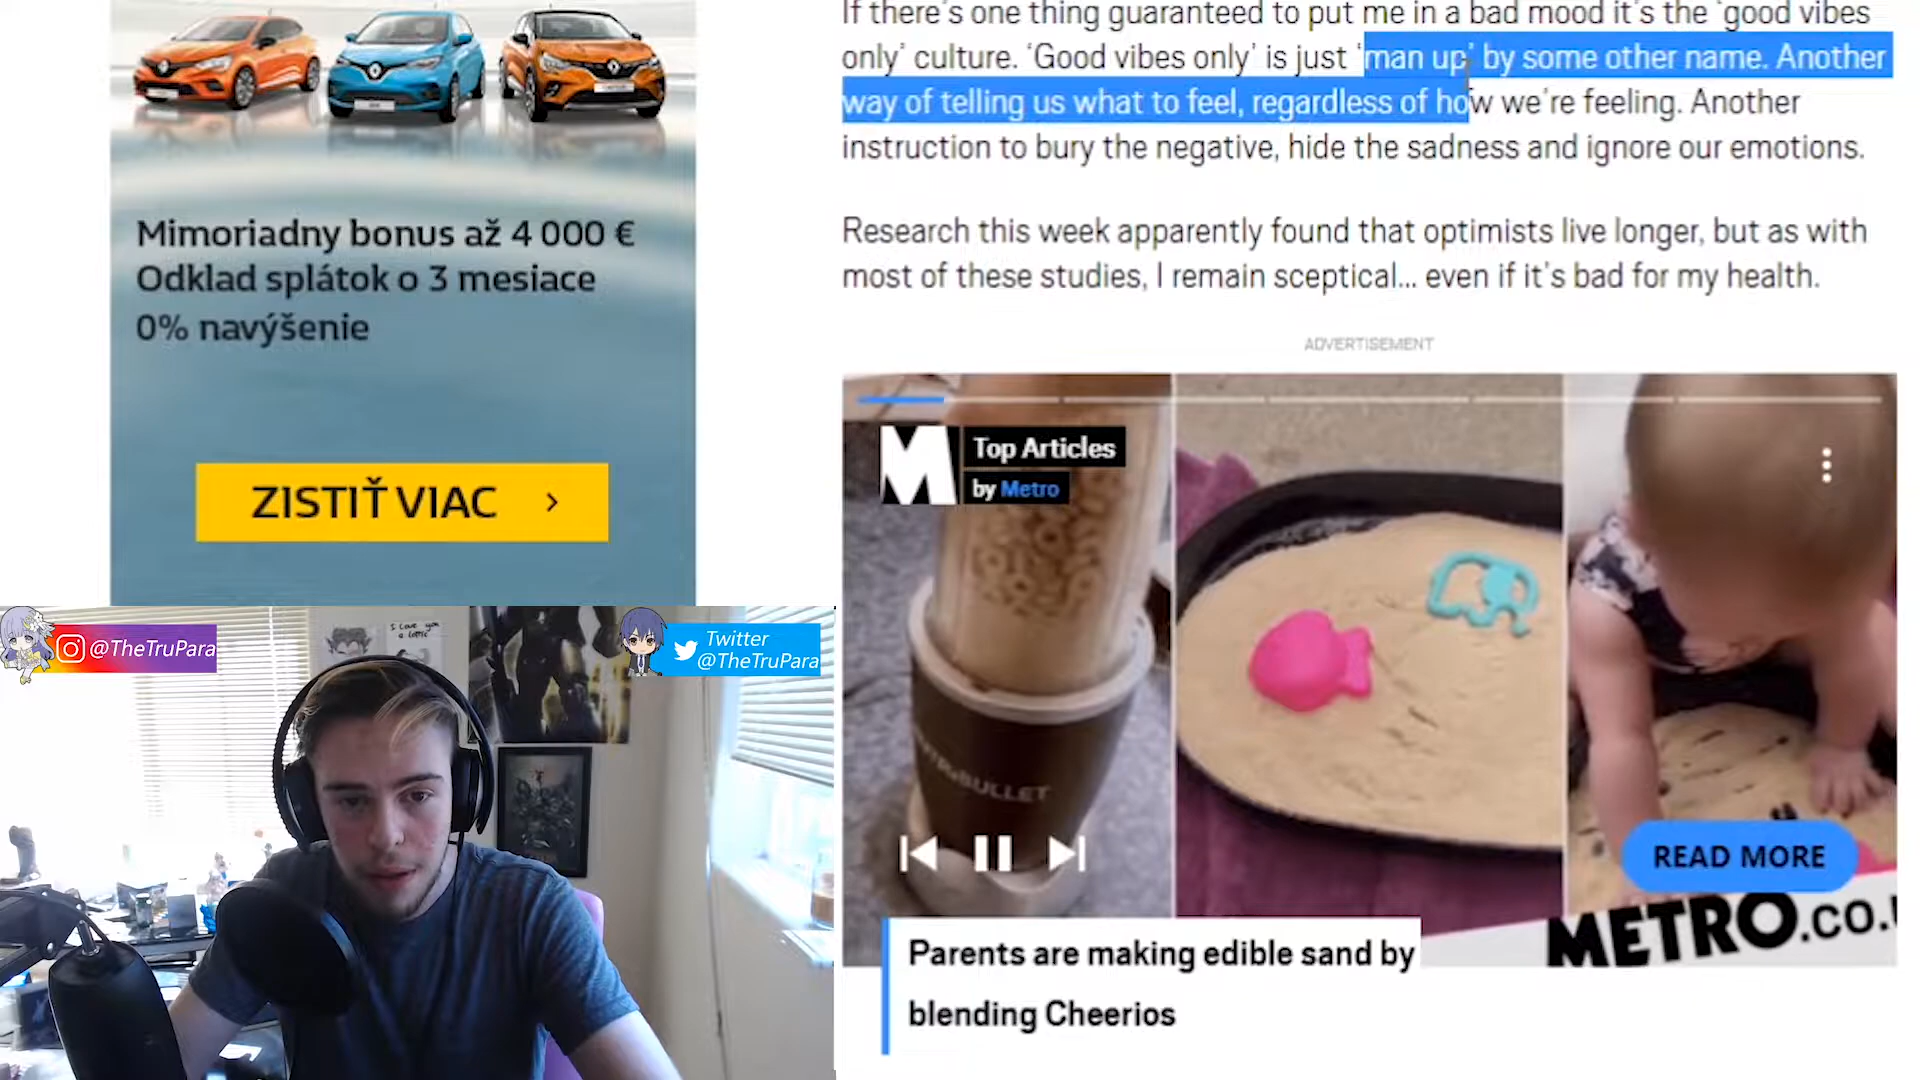 Mimoriadny bonus až 4 000 €
Odklad splátok o 3 mesiace
0% navýšenie
ZISTIŤ VIAC
If there's one thing guaranteed to put me in a bad mood it's the 'good vibes
only' culture. 'Good vibes only' is just 'man up' by some other name. Another
way of telling us what to feel, regardless of how we're feeling. Another
instruction to bury the negative, hide the sadness and ignore our emotions.
Research this week apparently found that optimists live longer, but as with
most of these studies, I remain sceptical... even if it's bad for my health.
ADVERTISEMENT
M
Top Articles
by Metro
READ MORE
METRO.co.
Parents are making edible sand by
blending Cheerios
@TheTruPara
I love you
Twitter
@TheTruPara